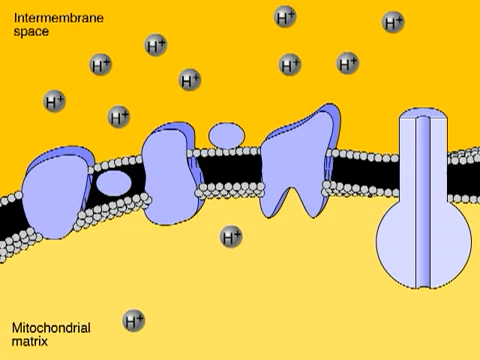 Intermembrane
space
H+
H+
H+
H+
H+
H+
H+
H+
H+
H+
Mitochondrial
matrix
H+